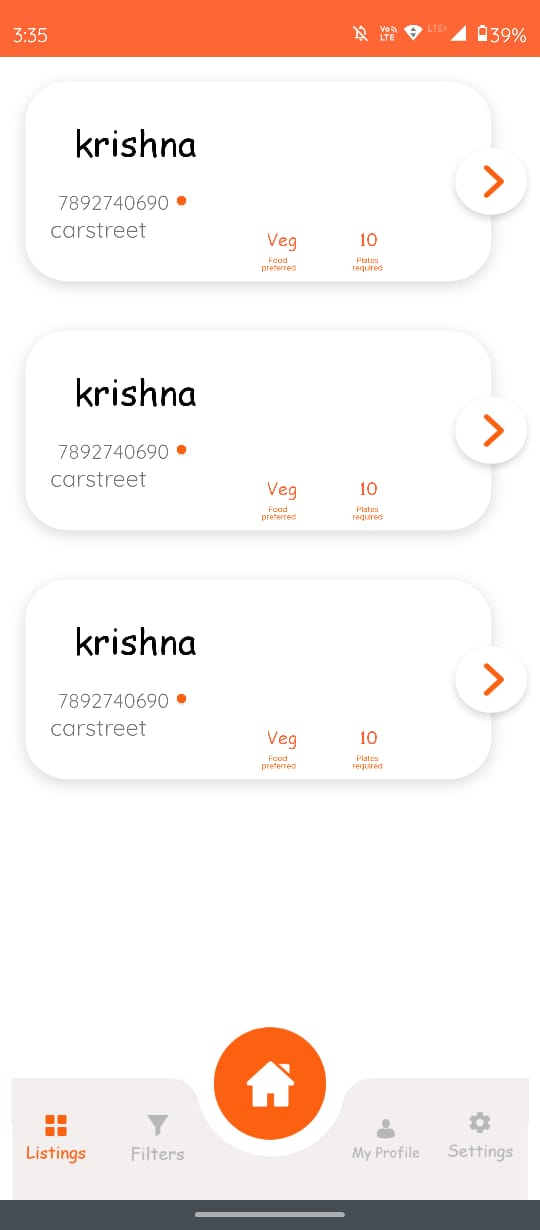 3:35 Vo) LTE LTE+ 39%
krishna
7892740690
carstreet
Veg 10
Food preferred Plates required
krishna
7892740690
carstreet
Veg 10
Food preferred Plates required
krishna
7892740690
carstreet
Veg 10
Food preferred Plates required
Listings Filters My Profile Settings